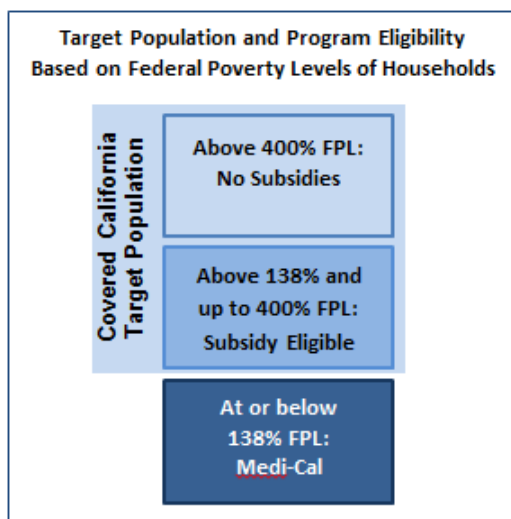 Target Population and Program Eligibility
Based on Federal Poverty Levels of Households
Covered California
Target Population
Above 400% FPL:
No Subsidies
Above 138% and
up to 400% FPL:
Subsidy Eligible
At or below
138% FPL:
Medi-Cal